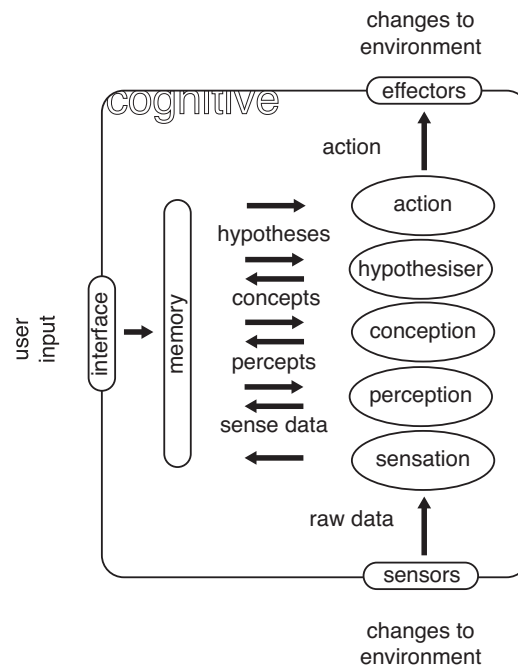 changes to
environment
effectors
cognitive
action
action
hypotheses
hypothesiser
concepts
conception
user
input
interface
memory
percepts
perception
sense data
sensation
raw data
sensors
changes to
environment